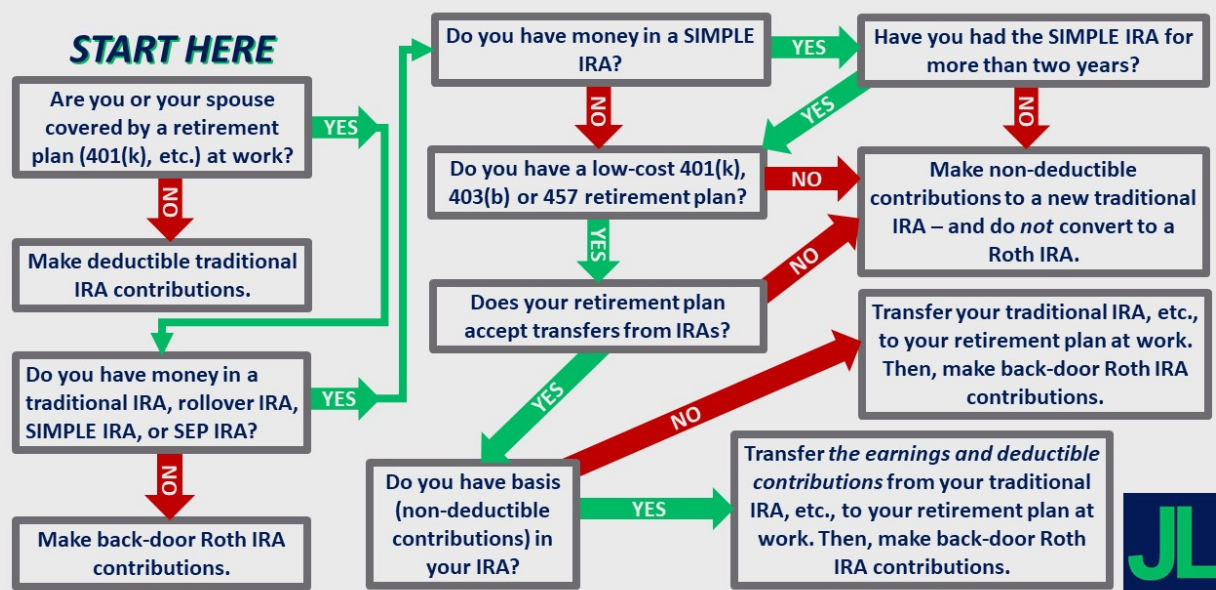 START HERE
Are you or your spouse
covered by a retirement
plan (401(k), etc.) at work?
YES
NO
Make deductible traditional
IRA contributions.
Do you have money in a
traditional IRA, rollover IRA,
SIMPLE IRA, or SEP IRA?
YES
NO
Make back-door Roth IRA
contributions.
Do you have money in a SIMPLE
IRA?
YES
NO
Have you had the SIMPLE IRA for
more than two years?
YES
NO
Do you have a low-cost 401(k),
403(b) or 457 retirement plan?
NO
YES
Make non-deductible
contributions to a new traditional
IRA – and do not convert to a
Roth IRA.
Does your retirement plan
accept transfers from IRAs?
NO
YES
Transfer your traditional IRA, etc.,
to your retirement plan at work.
Then, make back-door Roth IRA
contributions.
Do you have basis
(non-deductible
contributions) in
your IRA?
NO
YES
Transfer the earnings and deductible
contributions from your traditional
IRA, etc., to your retirement plan at
work. Then, make back-door Roth
IRA contributions.
JL